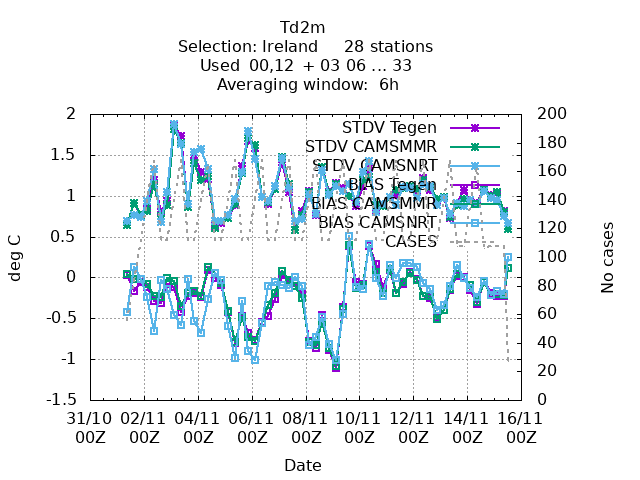 Td2m
Selection: Ireland 28 stations
Used 00,12 + 03 06 ... 33
Averaging window: 6h
deg C
2
1.5
1
0.5
0
-0.5
-1
-1.5
200
180
160
140
120
100
80
60
40
20
0
No cases
STDV Tegen
STDV CAMSMMR
STDV CAMSNRT
BIAS Tegen
BIAS CAMSMMR
BIAS CAMSNRT
CASES
31/10 02/11 04/11 06/11 08/11 10/11 12/11 14/11 16/11
00Z 00Z 00Z 00Z 00Z 00Z 00Z 00Z 00Z
Date